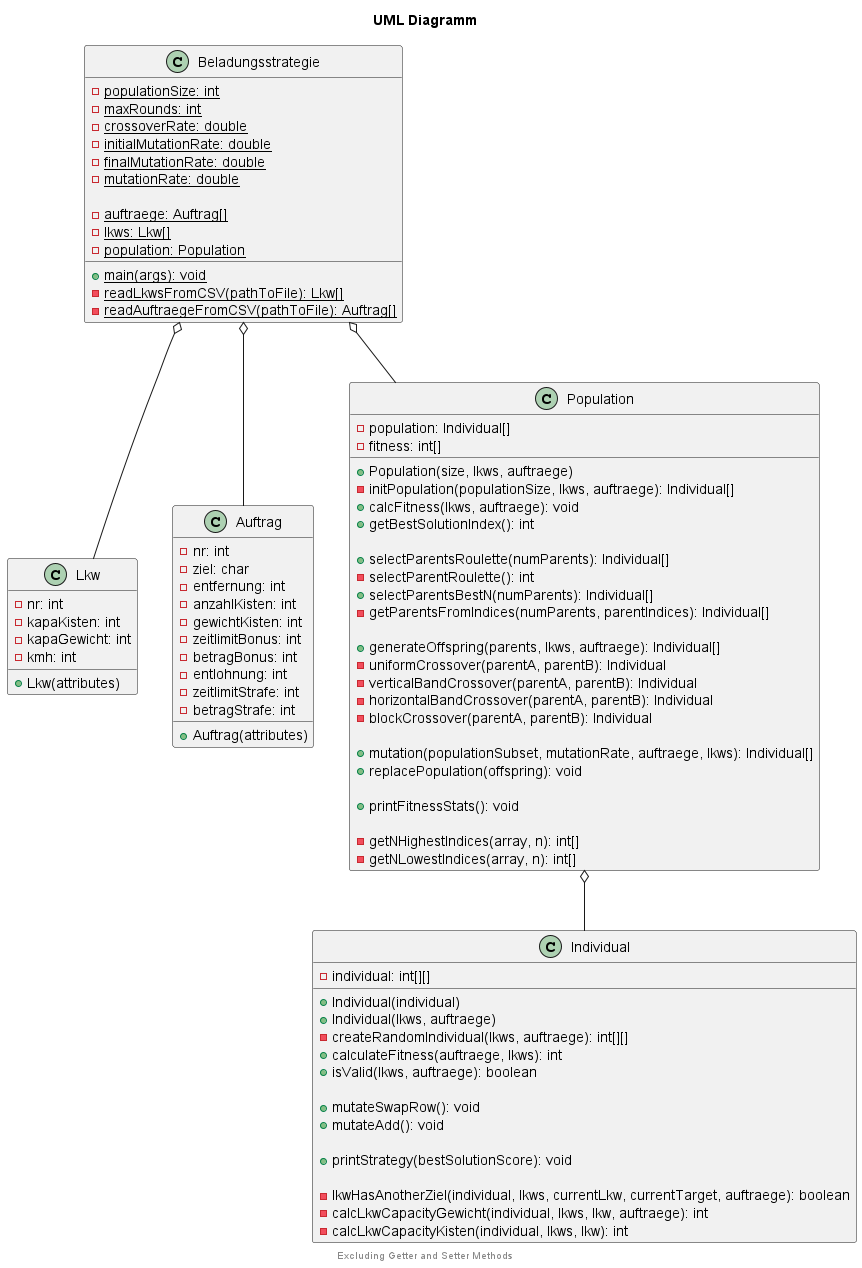 UML Diagramm
C Beladungsstrategie
populationSize: int
maxRounds: int
crossoverRate: double
initialMutationRate: double
finalMutationRate: double
mutationRate: double
auftraege: Auftrag[]
lkws: Lkw[]
population: Population
main(args): void
readLkwsFromCSV(pathToFile): Lkw[]
readAuftraegeFromCSV(pathToFile): Auftrag[]
C Lkw
nr: int
kapaKisten: int
kapaGewicht: int
kmh: int
Lkw(attributes)
C Auftrag
nr: int
ziel: char
entfernung: int
anzahlKisten: int
gewichtKisten: int
zeitlimitBonus: int
betragBonus: int
entlohnung: int
zeitlimitStrafe: int
betragStrafe: int
Auftrag(attributes)
C Population
population: Individual[]
fitness: int[]
Population(size, lkws, auftraege)
initPopulation(populationSize, lkws, auftraege): Individual[]
calcFitness(lkws, auftraege): void
getBestSolutionIndex(): int
selectParentsRoulette(numParents): Individual[]
selectParentRoulette(): int
selectParentsBestN(numParents): Individual[]
getParentsFromIndices(numParents, parentIndices): Individual[]
generateOffspring(parents, lkws, auftraege): Individual[]
uniformCrossover(parentA, parentB): Individual
verticalBandCrossover(parentA, parentB): Individual
horizontalBandCrossover(parentA, parentB): Individual
blockCrossover(parentA, parentB): Individual
mutation(populationSubset, mutationRate, auftraege, lkws): Individual[]
replacePopulation(offspring): void
printFitnessStats(): void
getNHighestIndices(array, n): int[]
getNLowestIndices(array, n): int[]
C Individual
individual: int[][]
Individual(individual)
Individual(lkws, auftraege)
createRandomIndividual(lkws, auftraege): int[][]
calculateFitness(auftraege, lkws): int
isValid(lkws, auftraege): boolean
mutateSwapRow(): void
mutateAdd(): void
printStrategy(bestSolutionScore): void
lkwHasAnotherZiel(individual, lkws, currentLkw, currentTarget, auftraege): boolean
calcLkwCapacityGewicht(individual, lkws, lkw, auftraege): int
calcLkwCapacityKisten(individual, lkws, lkw): int
Excluding Getter and Setter Methods